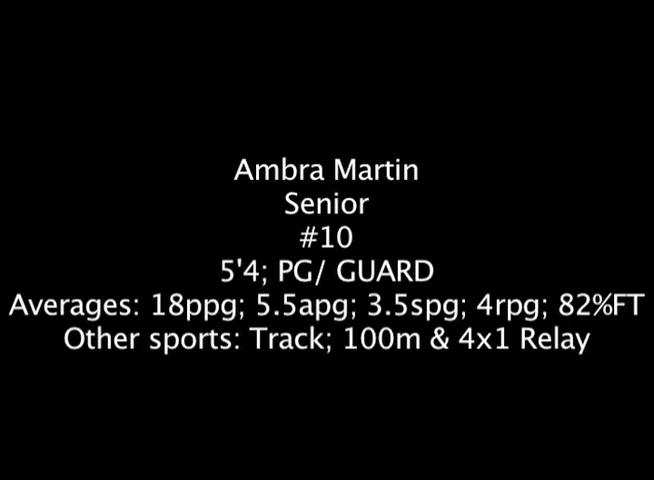 Ambra Martin
Senior
#10
5'4; PG/ GUARD
Averages: 18ppg; 5.5apg; 3.5spg; 4rpg; 82%FT
Other sports: Track; 100m & 4x1 Relay